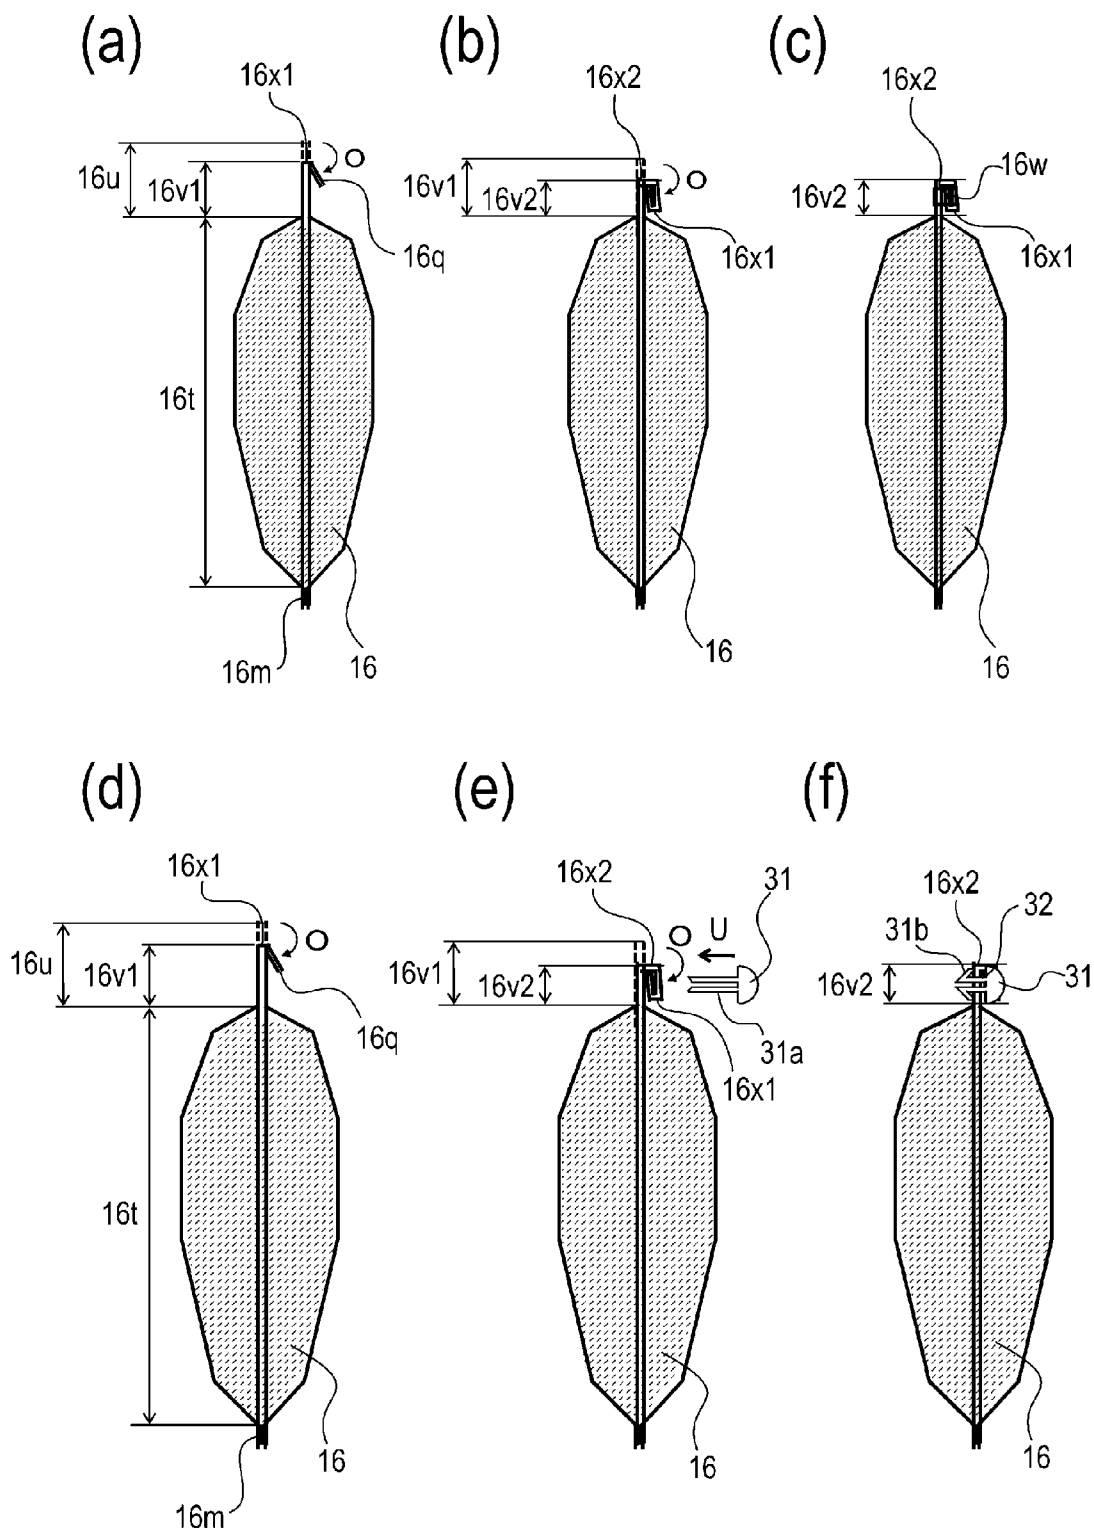 (a) (b) (c)
16x1 16x2 16x2
16u 16v1 O 16v1 16v2 O 16v2 16w
16q 16x1 16x1
16t
16m 16 16 16
(d) (e) (f)
16x1 16x2 31 16x2 32
16u 16v1 O 16v1 16v2 O U 31b 16v2 31
16q 31a
16x1
16t
16 16 16
16m